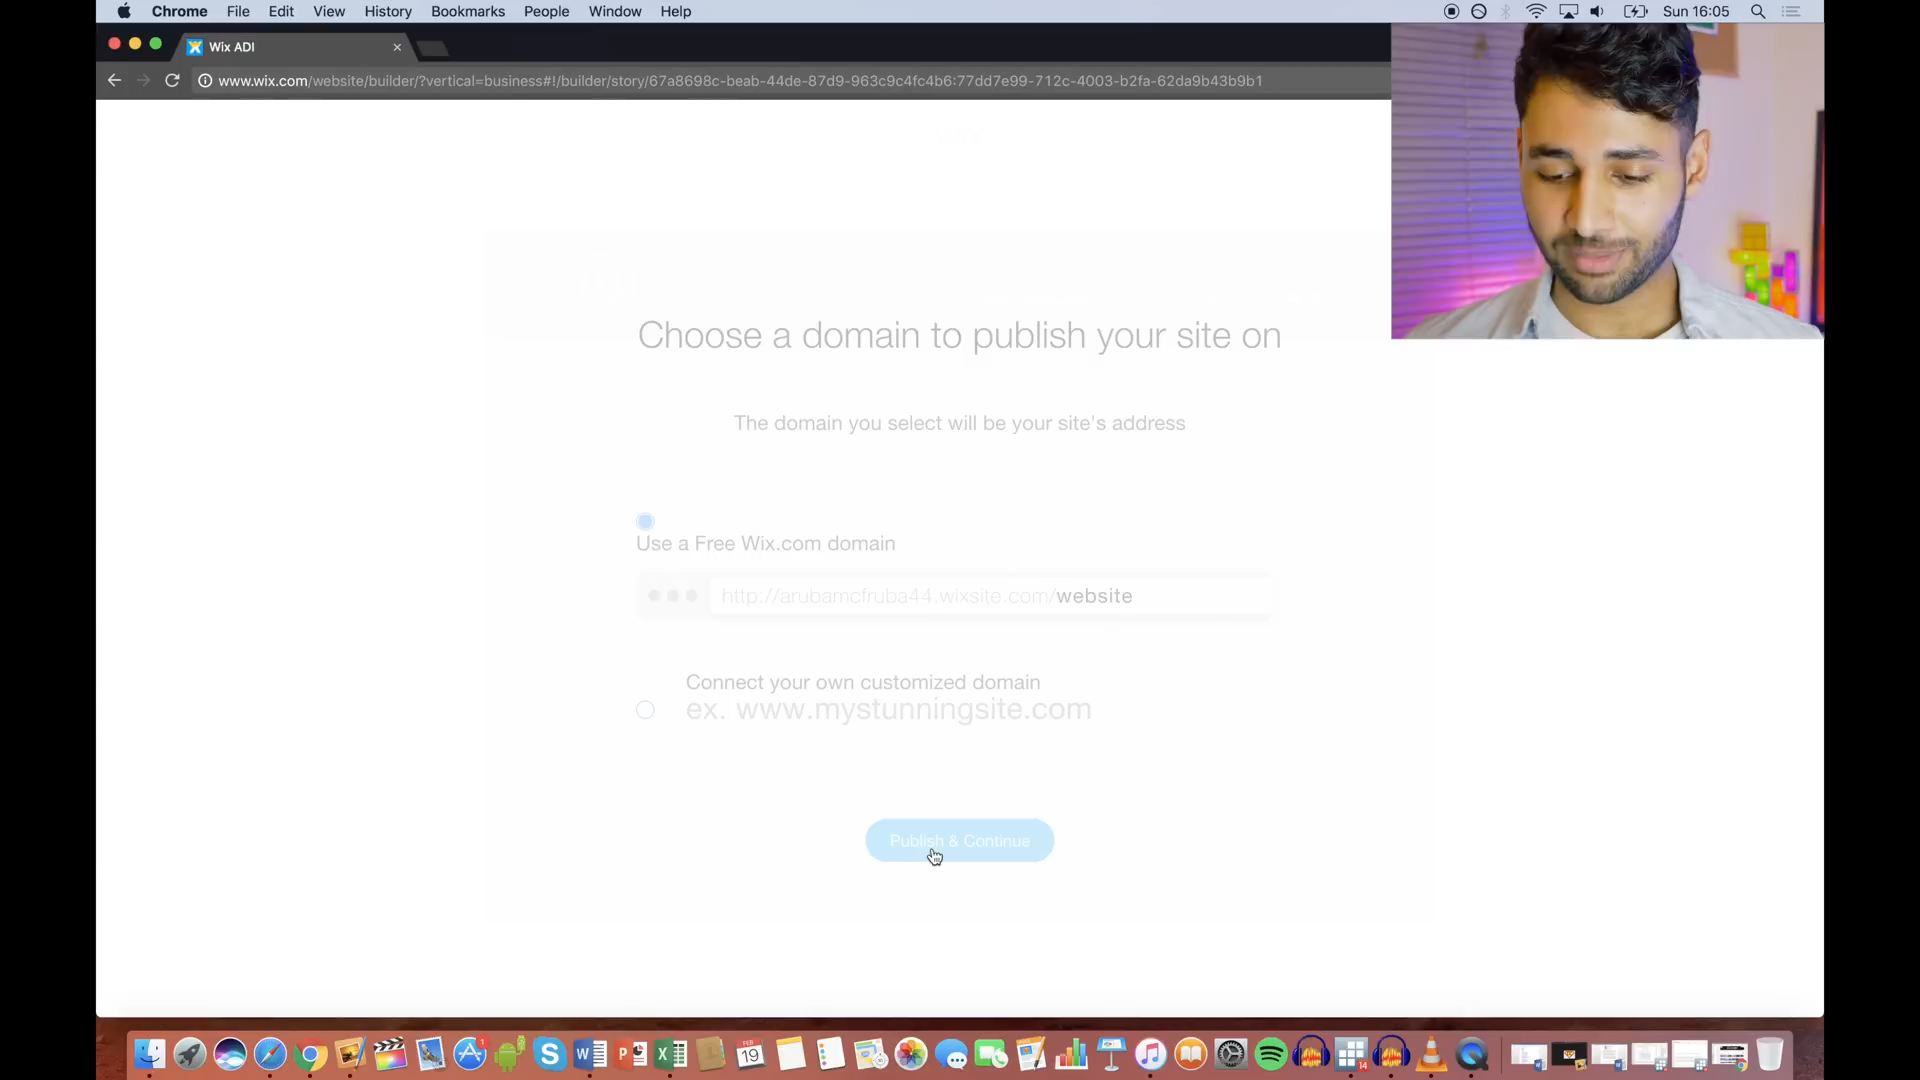 Chrome File Edit View History Bookmarks People Window Help Sun 16:05
Wix ADI
www.wix.com/website/builder/?vertical=business#!/builder/story/67a8698c-beab-44de-87d9-963c9c4fc4b6:77dd7e99-712c-4003-b2fa-62da9b43b9b1
Choose a domain to publish your site on
The domain you select will be your site's address
Use a Free Wix.com domain
http://arubamcfruba44.wixsite.com/website
Connect your own customized domain
ex. www.mystunningsite.com
Publish & Continue
FEB
19
14